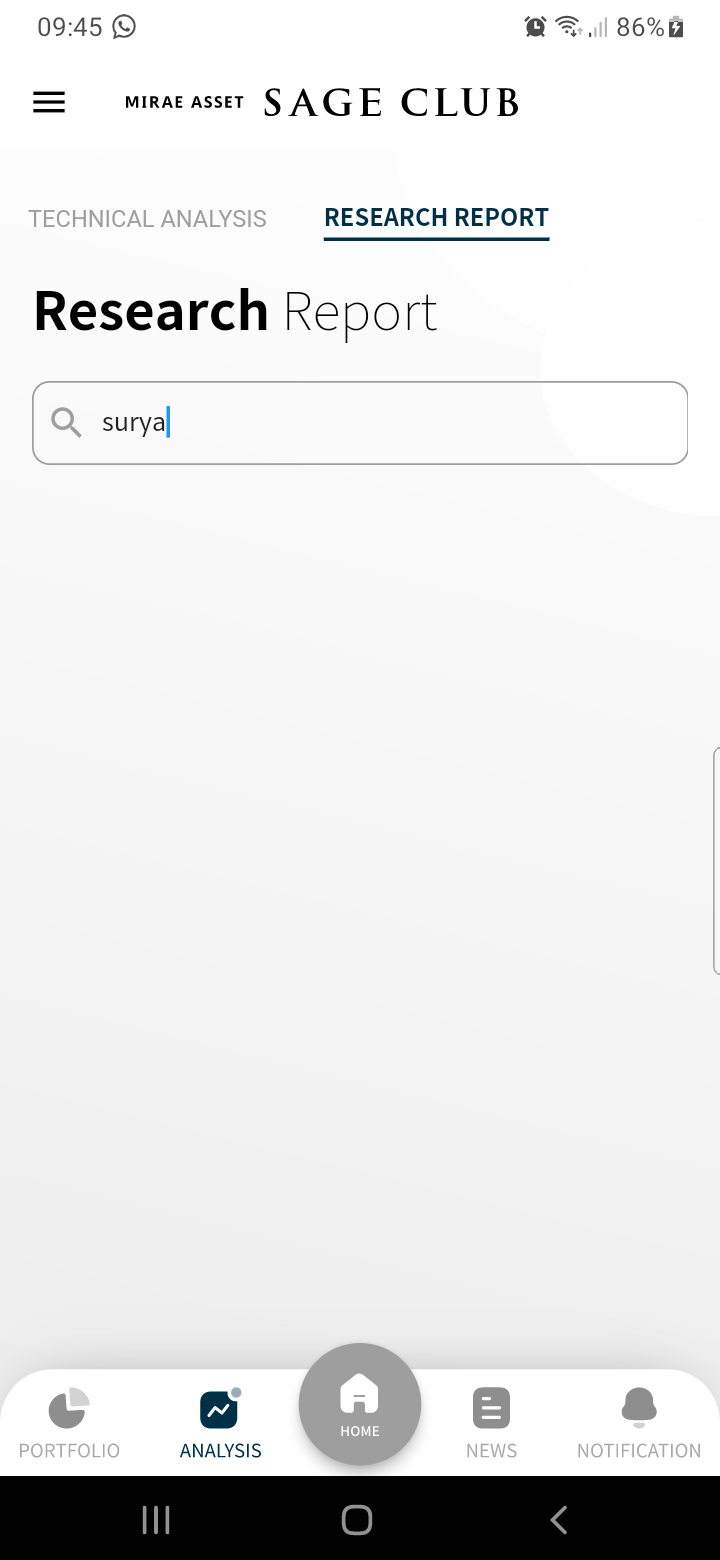 09:45 86%
MIRAE ASSET SAGE CLUB
TECHNICAL ANALYSIS RESEARCH REPORT
Research Report
surya
HOME
PORTFOLIO ANALYSIS NEWS NOTIFICATION